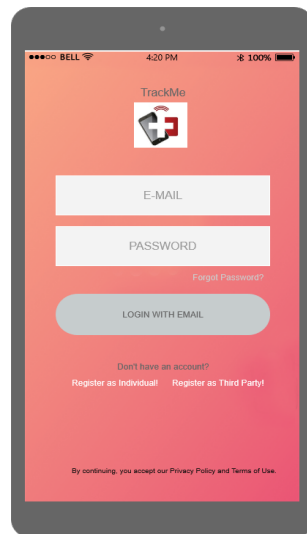 BELL 4:20 PM 100%
TrackMe
E-MAIL
PASSWORD
Forgot Password?
LOGIN WITH EMAIL
Don't have an account?
Register as Individual! Register as Third Party!
By continuing, you accept our Privacy Policy and Terms of Use.